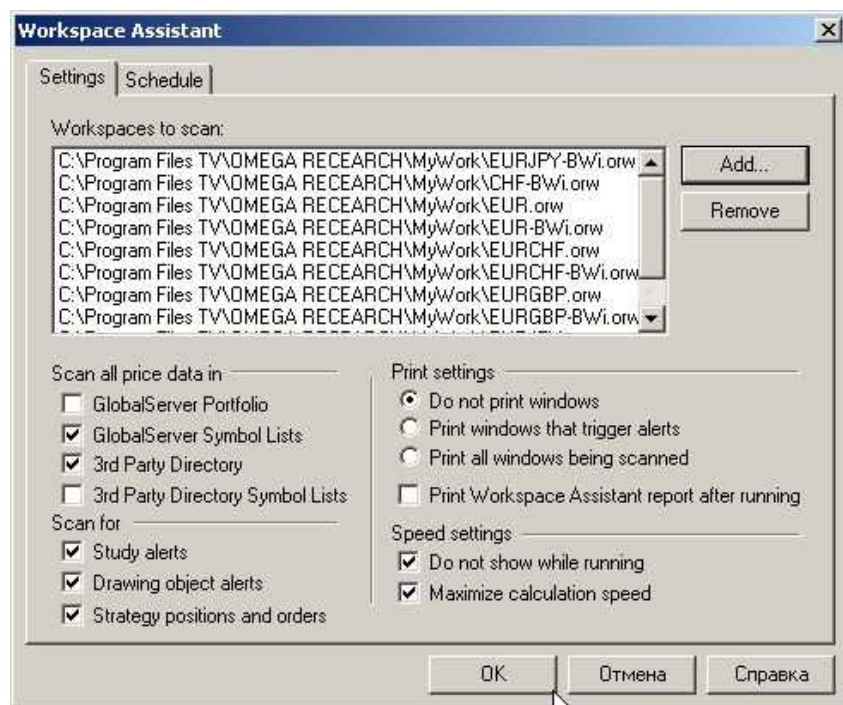 Workspace Assistant
Settings
Schedule
Workspaces to scan:
C:\Program Files TV\OMEGA RECEARCH\MyWork\EURJPY-BWi.orw
C:\Program Files TV\OMEGA RECEARCH\MyWork\CHF-BWi.orw
C:\Program Files TV\OMEGA RECEARCH\MyWork\EUR.orw
C:\Program Files TV\OMEGA RECEARCH\MyWork\EUR-BWi.orw
C:\Program Files TV\OMEGA RECEARCH\MyWork\EURCHF.orw
C:\Program Files TV\OMEGA RECEARCH\MyWork\EURCHF-BWi.orw
C:\Program Files TV\OMEGA RECEARCH\MyWork\EURGBP.orw
C:\Program Files TV\OMEGA RECEARCH\MyWork\EURGBP-BWi.orw
Add...
Remove
Scan all price data in
GlobalServer Portfolio
GlobalServer Symbol Lists
3rd Party Directory
3rd Party Directory Symbol Lists
Scan for
Study alerts
Drawing object alerts
Strategy positions and orders
Print settings
Do not print windows
Print windows that trigger alerts
Print all windows being scanned
Print Workspace Assistant report after running
Speed settings
Do not show while running
Maximize calculation speed
OK
Отмена
Справка